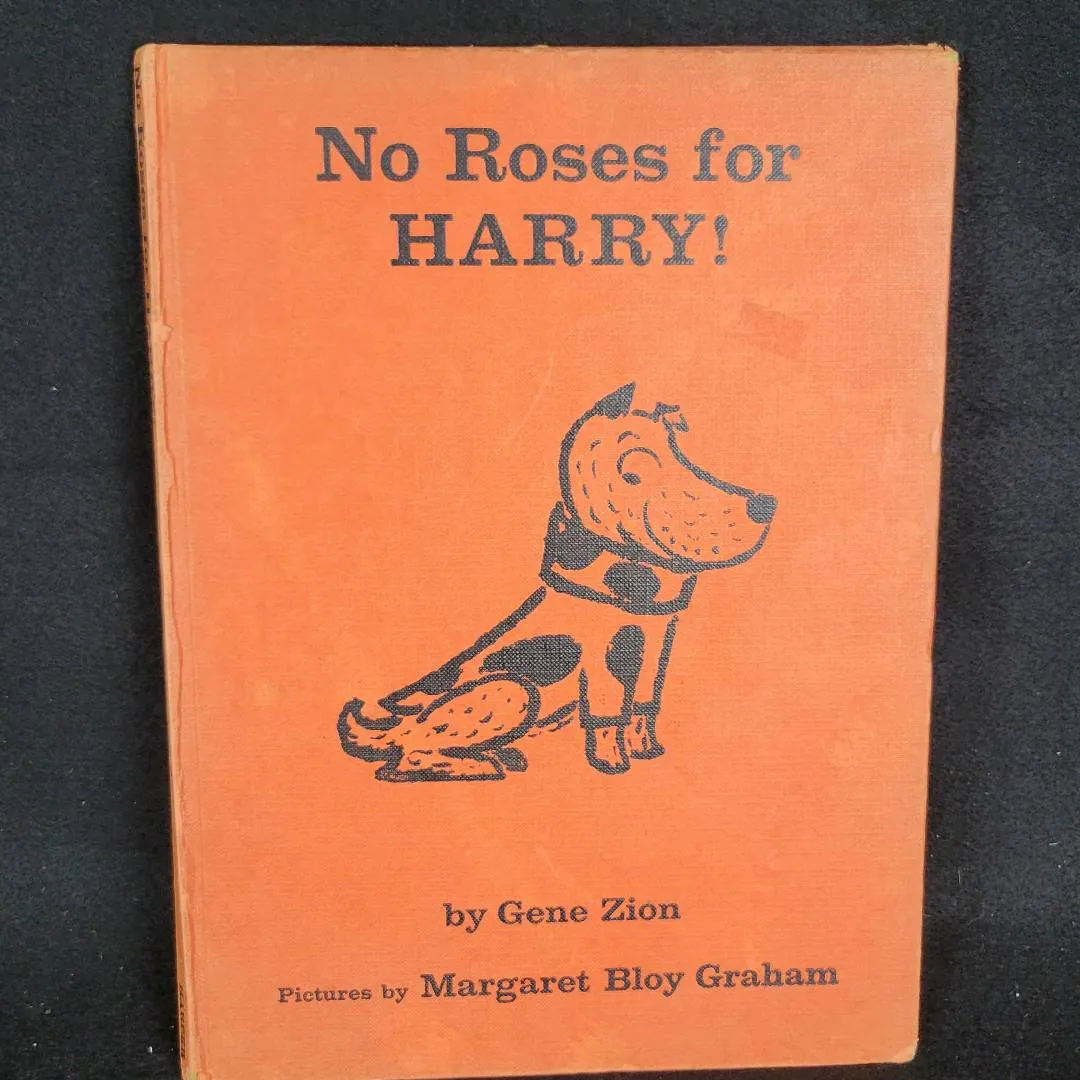 No Roses for
HARRY!
by Gene Zion
Pictures by Margaret Bloy Graham